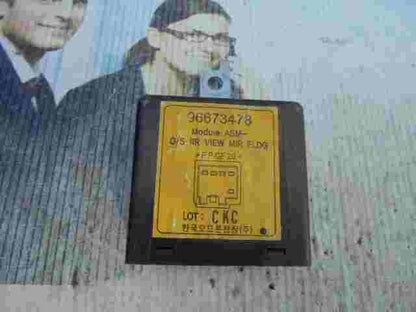 96673478
Module ASM-
O/S RR VIEW MIR FLDG
LOT: CKC